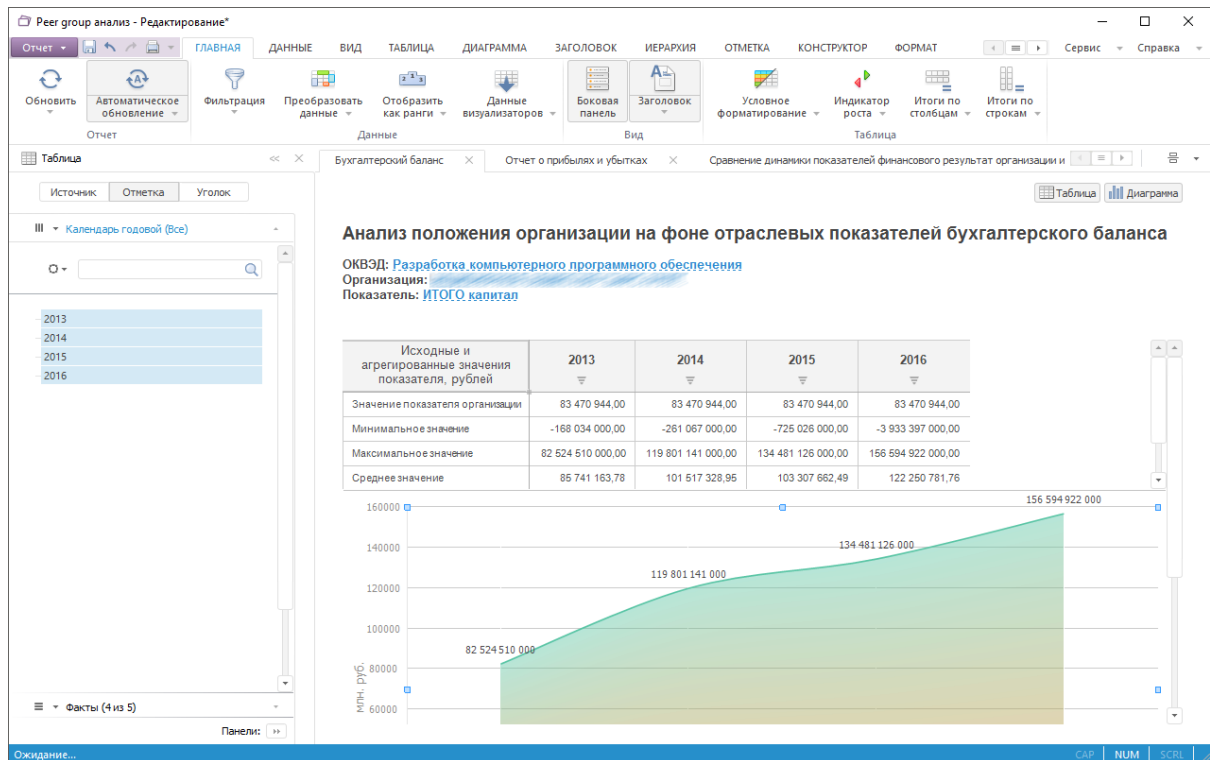 Peer group анализ - Редактирование*
Отчет ГЛАВНАЯ ДАННЫЕ ВИД ТАБЛИЦА ДИАГРАММА ЗАГОЛОВОК ИЕРАРХИЯ ОТМЕТКА КОНСТРУКТОР ФОРМАТ Сервис Справка
Обновить Автоматическое обновление Фильтрация Преобразовать данные Отобразить как ранги Данные визуализаторов Боковая панель Заголовок Условное форматирование Индикатор роста Итоги по столбцам Итоги по строкам
Отчет Данные Вид Таблица
Таблица
Бухгалтерский баланс Отчет о прибылях и убытках Сравнение динамики показателей финансового результат организации и
Источник Отметка Уголок
Таблица Диаграмма
Календарь годовой (Все)
2013
2014
2015
2016
Факты (4 из 5)
Панели:
Анализ положения организации на фоне отраслевых показателей бухгалтерского баланса
ОКВЭД: Разработка компьютерного программного обеспечения
Организация:
Показатель: ИТОГО капитал
Исходные и агрегированные значения показателя, рублей 2013 2014 2015 2016
Значение показателя организации 83 470 944,00 83 470 944,00 83 470 944,00 83 470 944,00
Минимальное значение -168 034 000,00 -261 067 000,00 -725 026 000,00 -3 933 397 000,00
Максимальное значение 82 524 510 000,00 119 801 141 000,00 134 481 126 000,00 156 594 922 000,00
Среднее значение 85 741 163,78 101 517 328,95 103 307 662,49 122 250 781,76
156 594 922 000
160000
134 481 126 000
140000
119 801 141 000
120000
100000
82 524 510 000
80000
60000
млн. руб.
Ожидание... CAP NUM SCRL